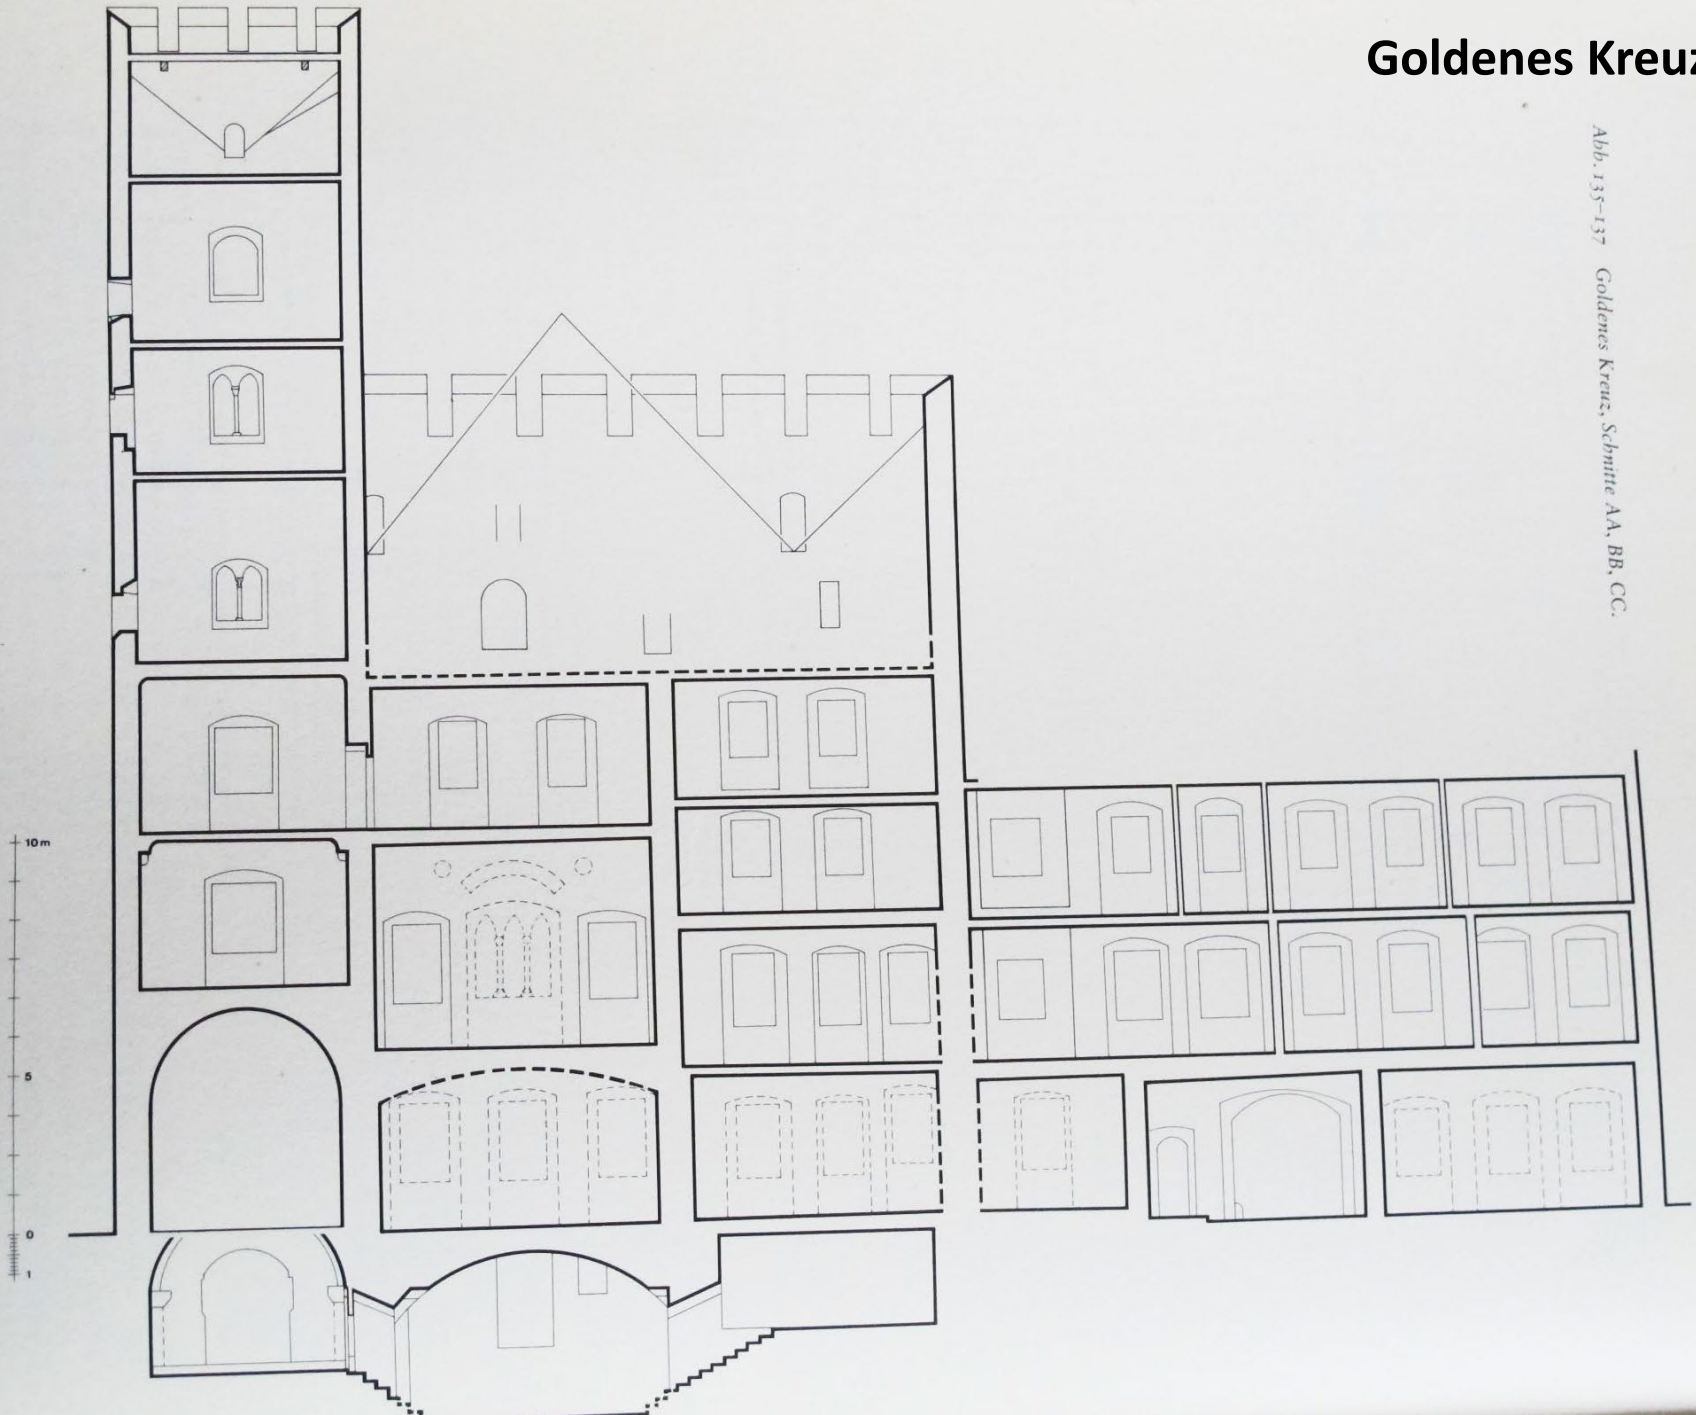 Goldenes Kreuz
Abb. 135–137 Goldenes Kreuz, Schnitte AA, BB, CC.
10 m
5
0
1